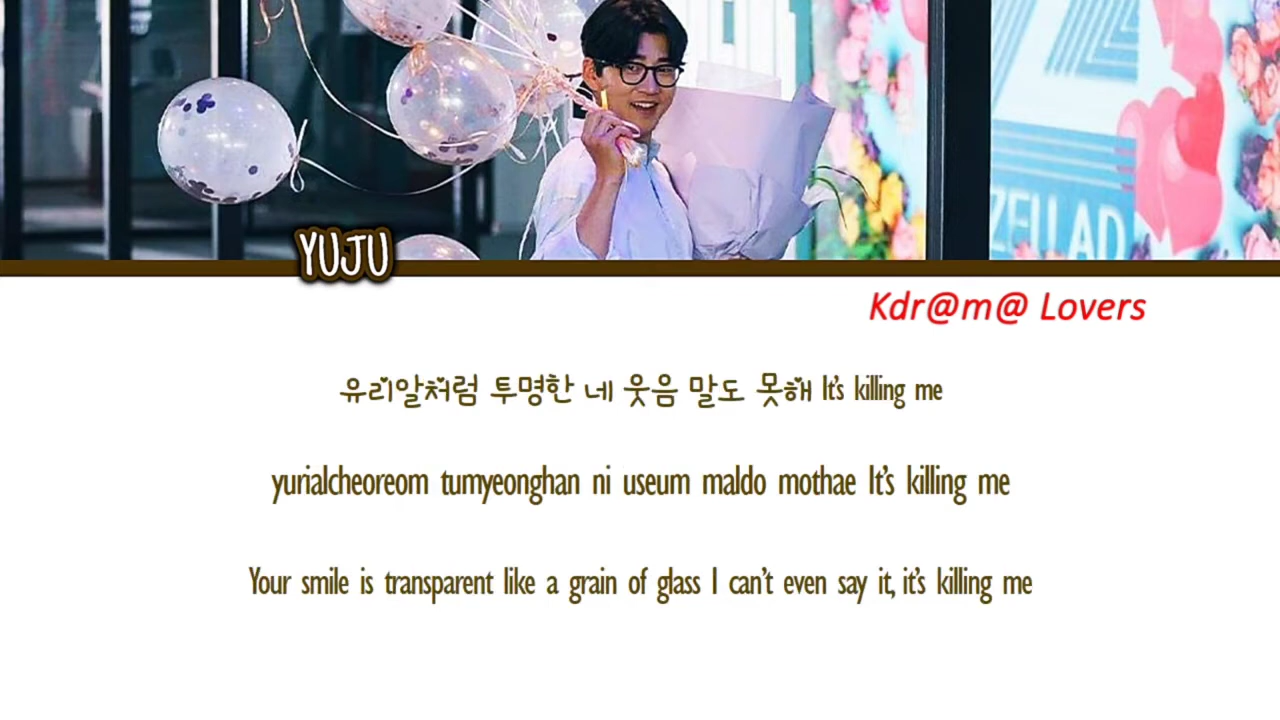 ZELLAD
YUJU
Kdr@m@ Lovers
유리알처럼 투명한 네 웃음 말도 못해 It's killing me
yurialcheoreom tumyeonghan ni useum maldo mothae It's killing me
Your smile is transparent like a grain of glass I can't even say it, it's killing me